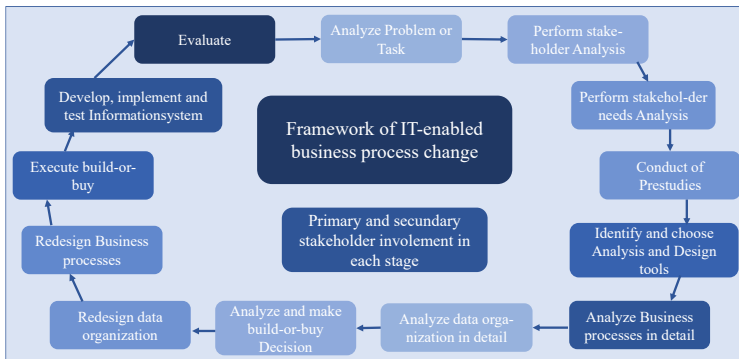 Evaluate
Analyze Problem or
Task
Perform stake-
holder Analysis
Perform stakehol-der
needs Analysis
Conduct of
Prestudies
Identify and choose
Analysis and Design
tools
Analyze Business
processes in detail
Analyze data orga-
nization in detail
Analyze and make
build-or-buy
Decision
Redesign data
organization
Redesign Business
processes
Execute build-or-
buy
Develop, implement and
test Informationsystem
Framework of IT-enabled
business process change
Primary and secundary
stakeholder involement in
each stage